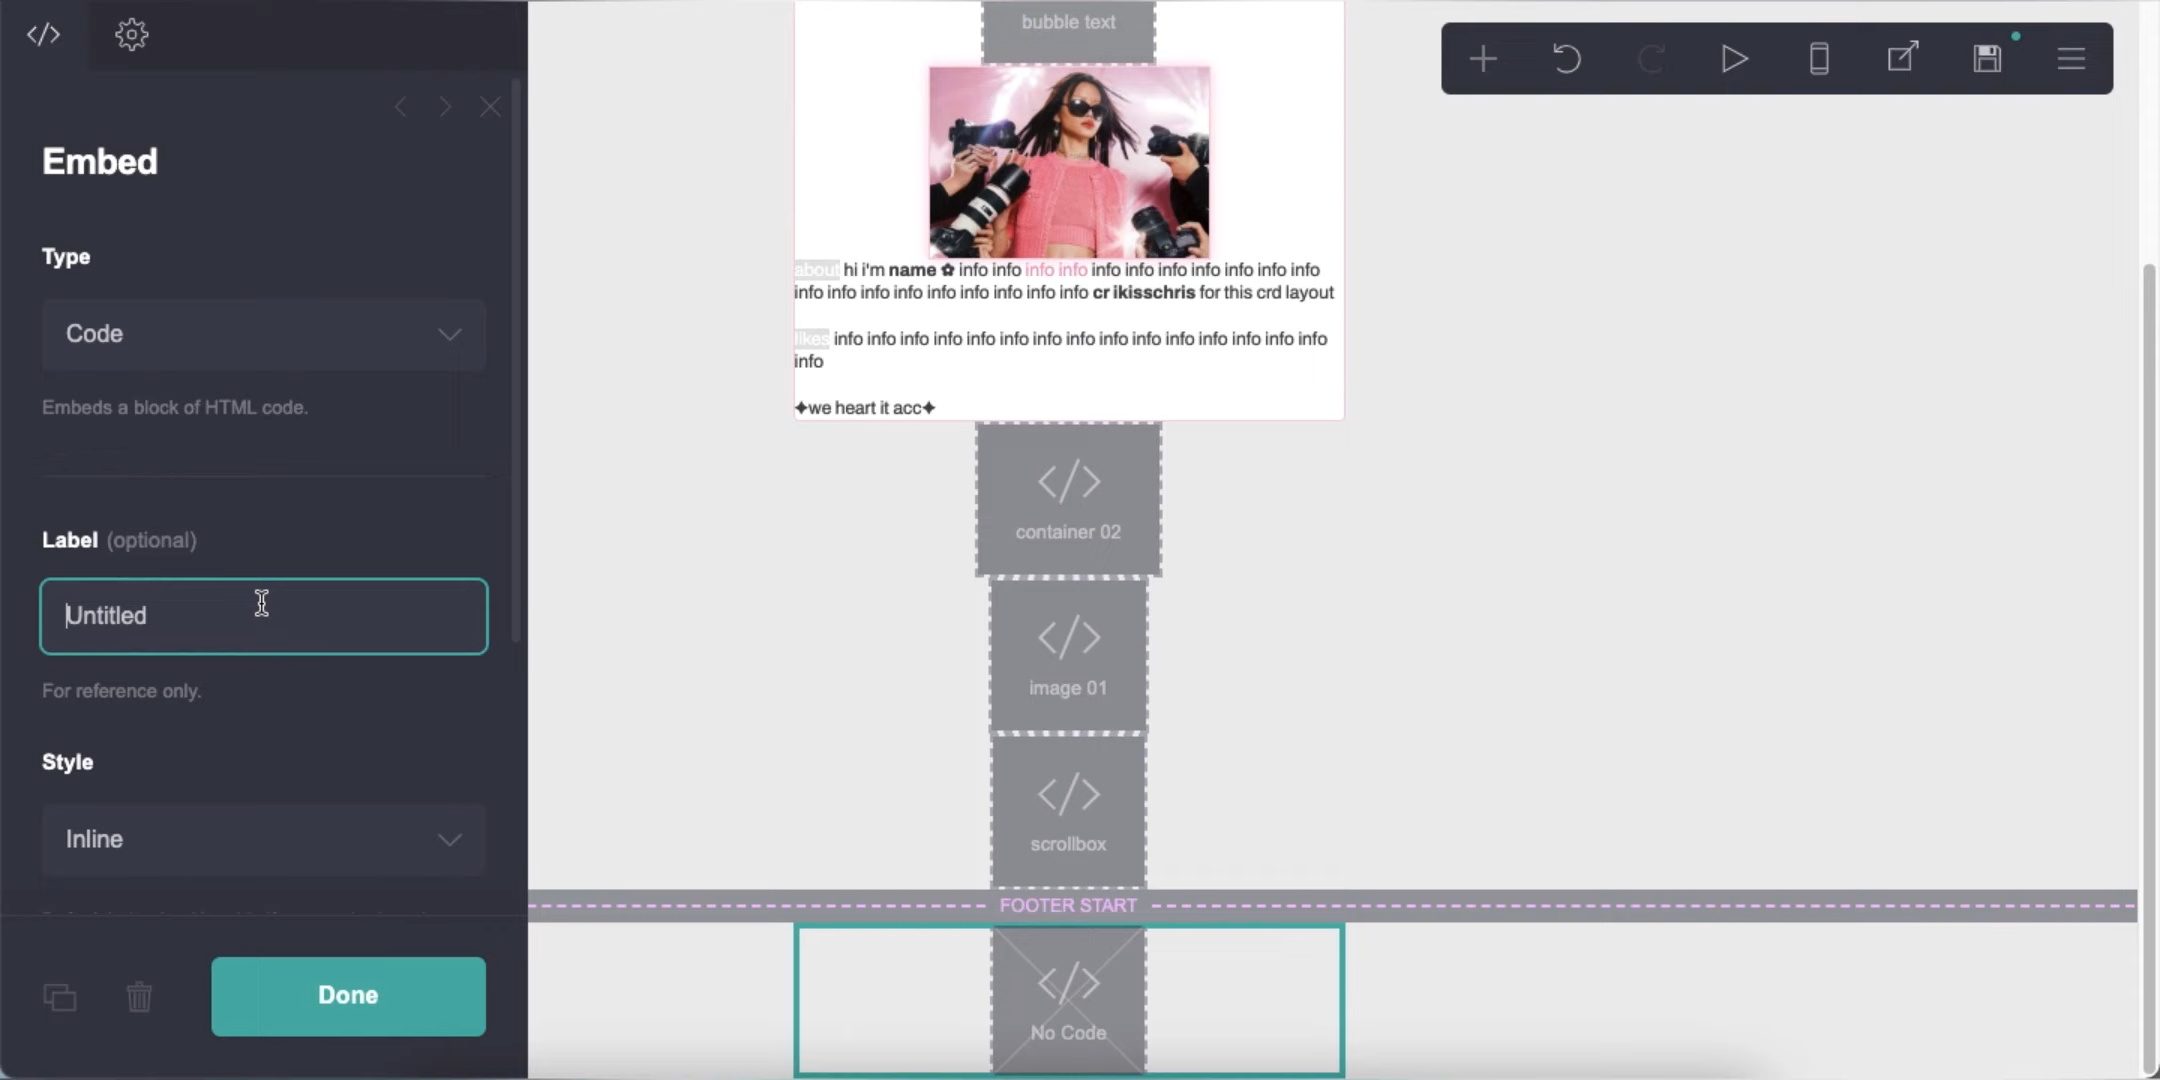 Embed
Type
Code
Embeds a block of HTML code.
Label (optional)
Untitled
For reference only.
Style
Inline
Done
bubble text
about hi i'm name ✿ info info info info info info info info info info info
info info info info info info info info info cr ikisschris for this crd layout
likes info info info info info info info info info info info info info info info
info
✦we heart it acc✦
container 02
image 01
scrollbox
FOOTER START
No Code